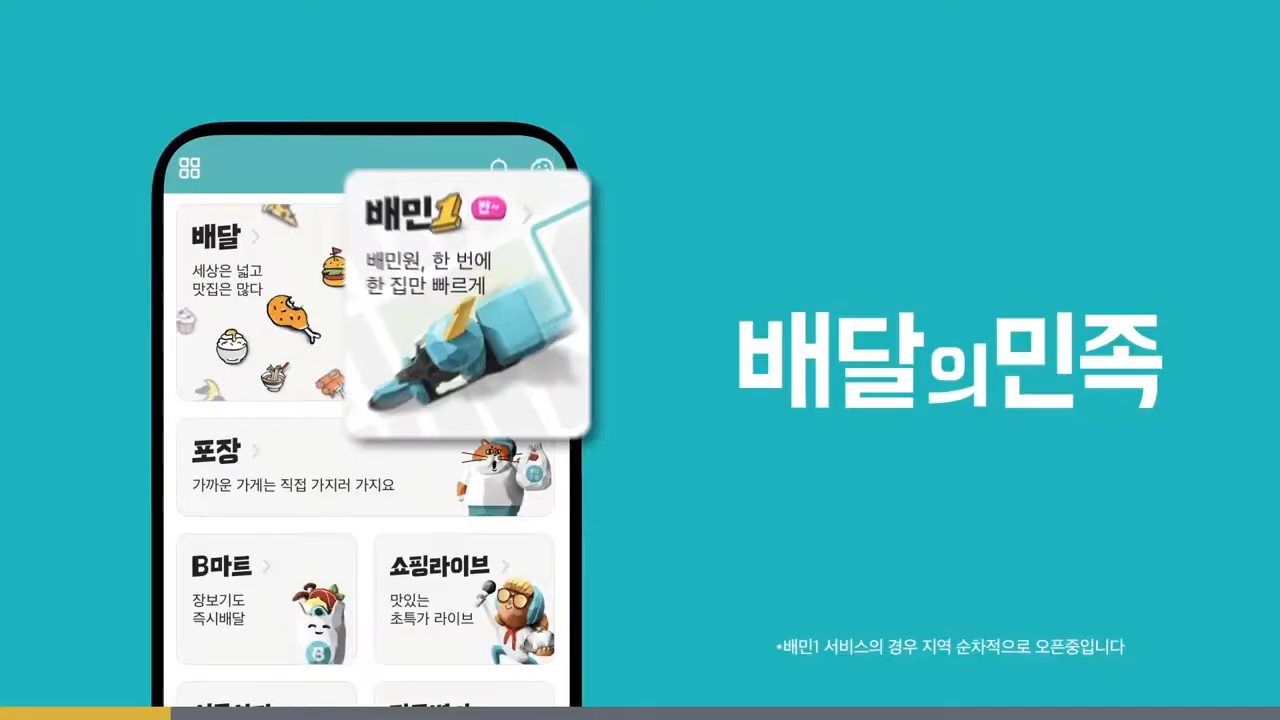 배달
세상은 넓고
맛집은 많다
배민1
배민원, 한 번에
한 집만 빠르게
포장
가까운 가게는 직접 가지러 가지요
B마트
장보기도
즉시배달
쇼핑라이브
맛있는
초특가 라이브
배달의민족
*배민1 서비스의 경우 지역 순차적으로 오픈중입니다